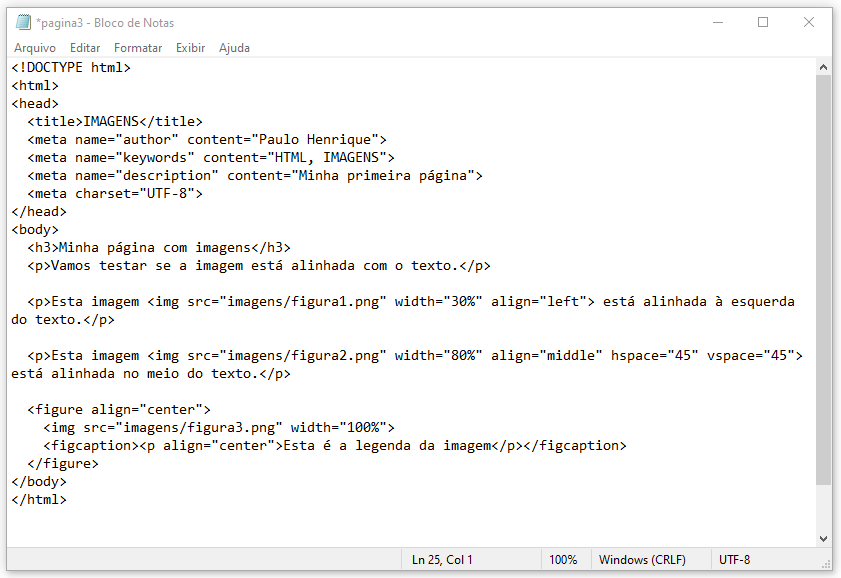 *pagina3 - Bloco de Notas
Arquivo Editar Formatar Exibir Ajuda
<!DOCTYPE html>
<html>
<head>
  <title>IMAGENS</title>
  <meta name="author" content="Paulo Henrique">
  <meta name="keywords" content="HTML, IMAGENS">
  <meta name="description" content="Minha primeira página">
  <meta charset="UTF-8">
</head>
<body>
  <h3>Minha página com imagens</h3>
  <p>Vamos testar se a imagem está alinhada com o texto.</p>

  <p>Esta imagem <img src="imagens/figura1.png" width="30%" align="left"> está alinhada à esquerda
do texto.</p>

  <p>Esta imagem <img src="imagens/figura2.png" width="80%" align="middle" hspace="45" vspace="45">
está alinhada no meio do texto.</p>

  <figure align="center">
    <img src="imagens/figura3.png" width="100%">
    <figcaption><p align="center">Esta é a legenda da imagem</p></figcaption>
  </figure>
</body>
</html>
Ln 25, Col 1 100% Windows (CRLF) UTF-8